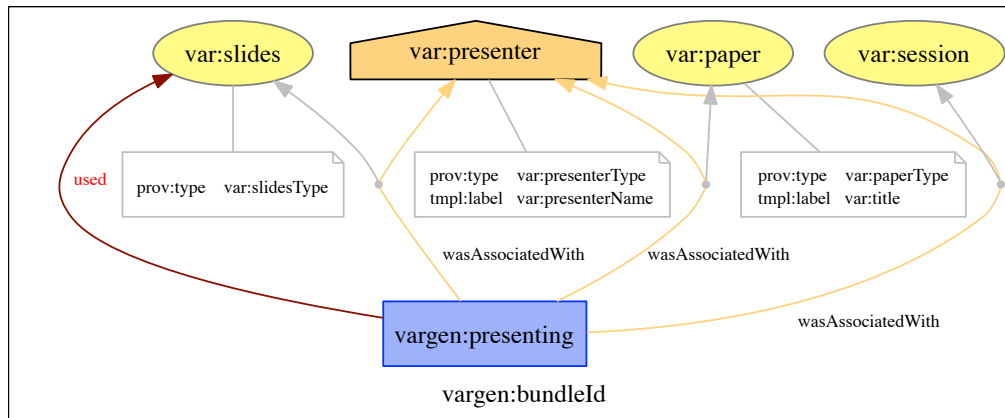 var:slides
var:presenter
var:paper
var:session
used
prov:type var:slidesType
prov:type var:presenterType
tmpl:label var:presenterName
prov:type var:paperType
tmpl:label var:title
wasAssociatedWith
wasAssociatedWith
wasAssociatedWith
vargen:presenting
vargen:bundleId